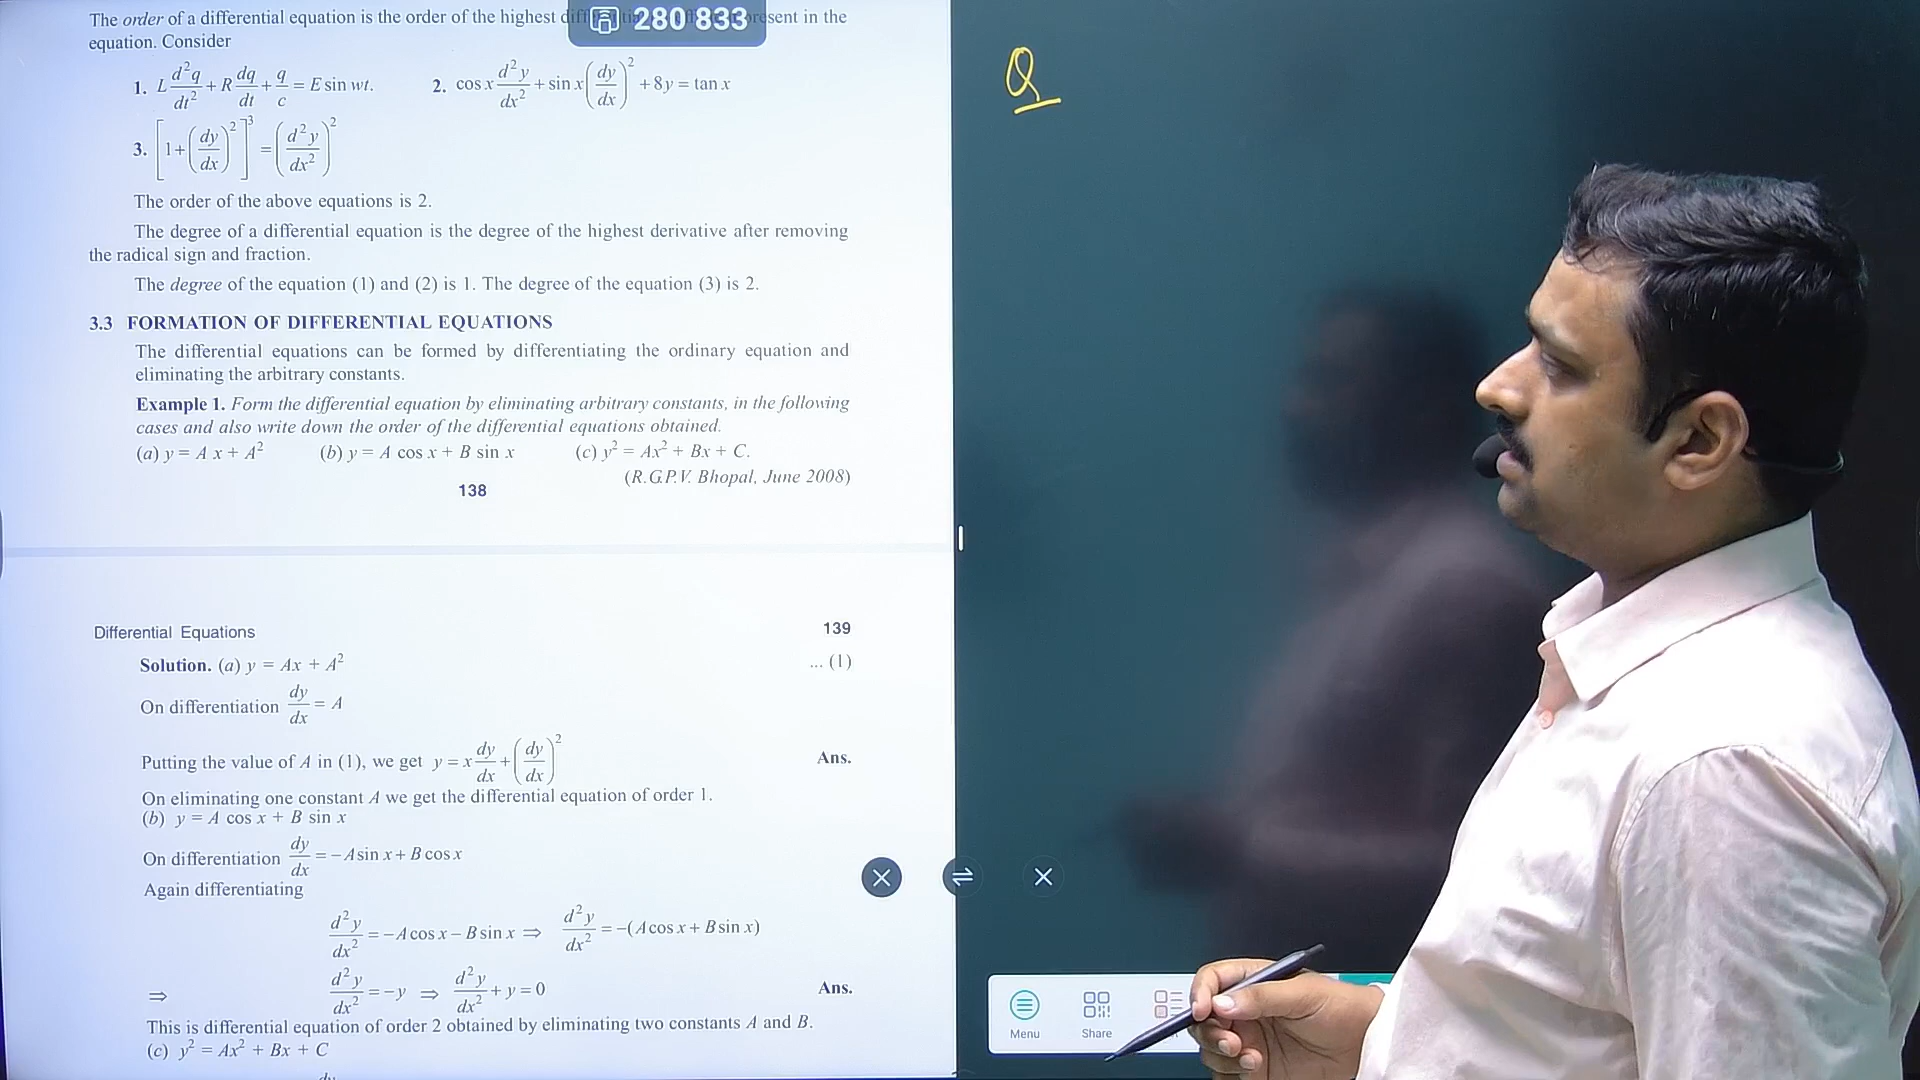 The order of a differential equation is the order of the highest present in the
equation. Consider
280 833
1. L d²q/dt² + R dq/dt + q/c = E sin wt. 2. cos x d²y/dx² + sin x (dy/dx)² + 8y = tan x
3. [1 + (dy/dx)²]³ = (d²y/dx²)²
The order of the above equations is 2.
The degree of a differential equation is the degree of the highest derivative after removing
the radical sign and fraction.
The degree of the equation (1) and (2) is 1. The degree of the equation (3) is 2.
3.3 FORMATION OF DIFFERENTIAL EQUATIONS
The differential equations can be formed by differentiating the ordinary equation and
eliminating the arbitrary constants.
Example 1. Form the differential equation by eliminating arbitrary constants, in the following
cases and also write down the order of the differential equations obtained.
(a) y = A x + A² (b) y = A cos x + B sin x (c) y² = Ax² + Bx + C.
(R.G.P.V. Bhopal, June 2008)
138
Differential Equations 139
Solution. (a) y = Ax + A² ... (1)
On differentiation dy/dx = A
Putting the value of A in (1), we get y = x dy/dx + (dy/dx)² Ans.
On eliminating one constant A we get the differential equation of order 1.
(b) y = A cos x + B sin x
On differentiation dy/dx = – A sin x + B cos x
Again differentiating
d²y/dx² = – A cos x – B sin x ⇒ d²y/dx² = –(A cos x + B sin x)
⇒ d²y/dx² = – y ⇒ d²y/dx² + y = 0 Ans.
This is differential equation of order 2 obtained by eliminating two constants A and B.
(c) y² = Ax² + Bx + C
Q
Menu
Share